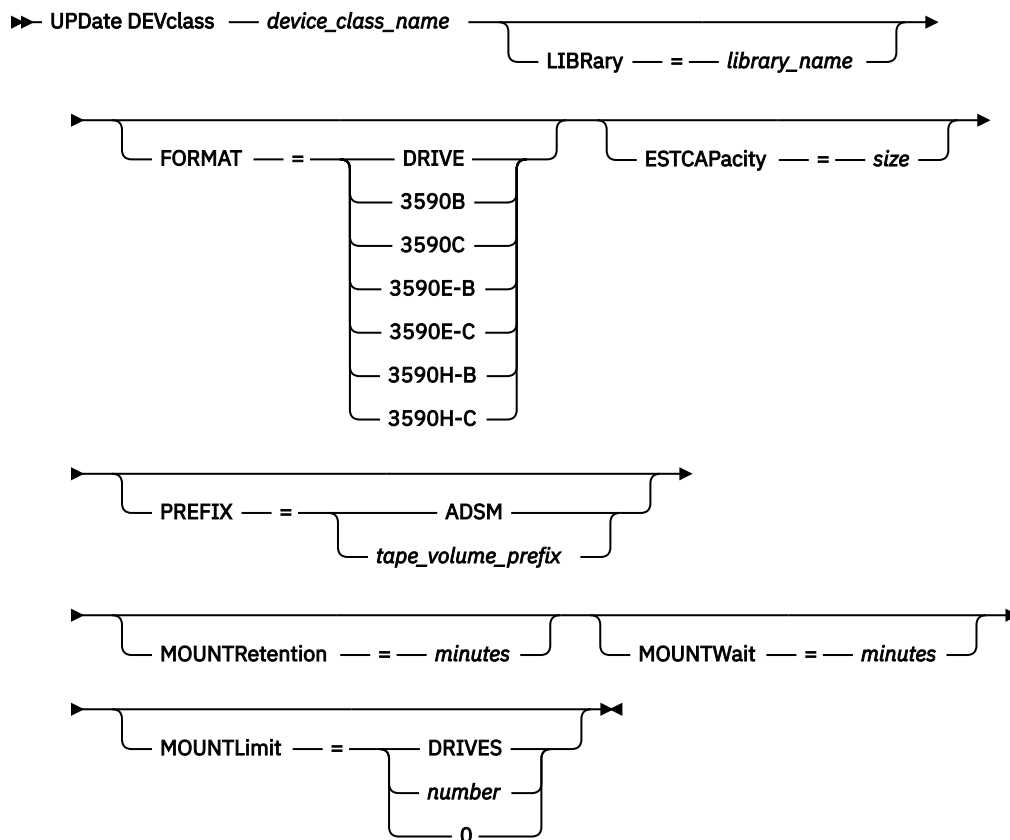 UPDate DEVclass — device_class_name
LIBRary — = — library_name
FORMAT — = — DRIVE
ESTCAPacity — = — size
3590B
3590C
3590E-B
3590E-C
3590H-B
3590H-C
PREFIX — = — ADSM
tape_volume_prefix
MOUNTRetention — = — minutes
MOUNTWait — = — minutes
MOUNTLimit — = — DRIVES
number
0